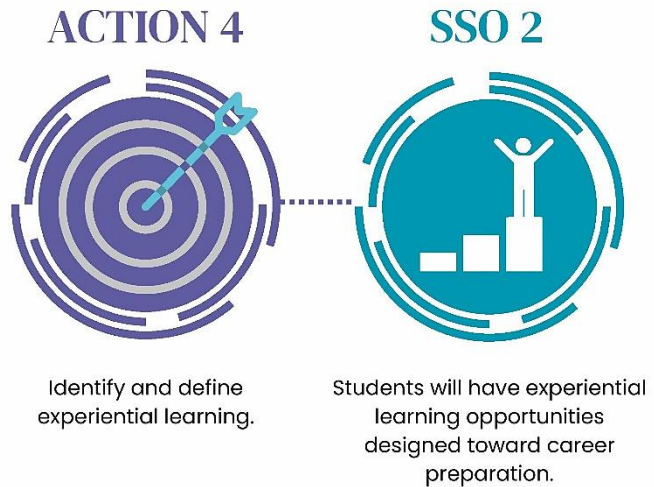 ACTION 4
Identify and define
experiential learning.
SSO 2
Students will have experiential
learning opportunities
designed toward career
preparation.